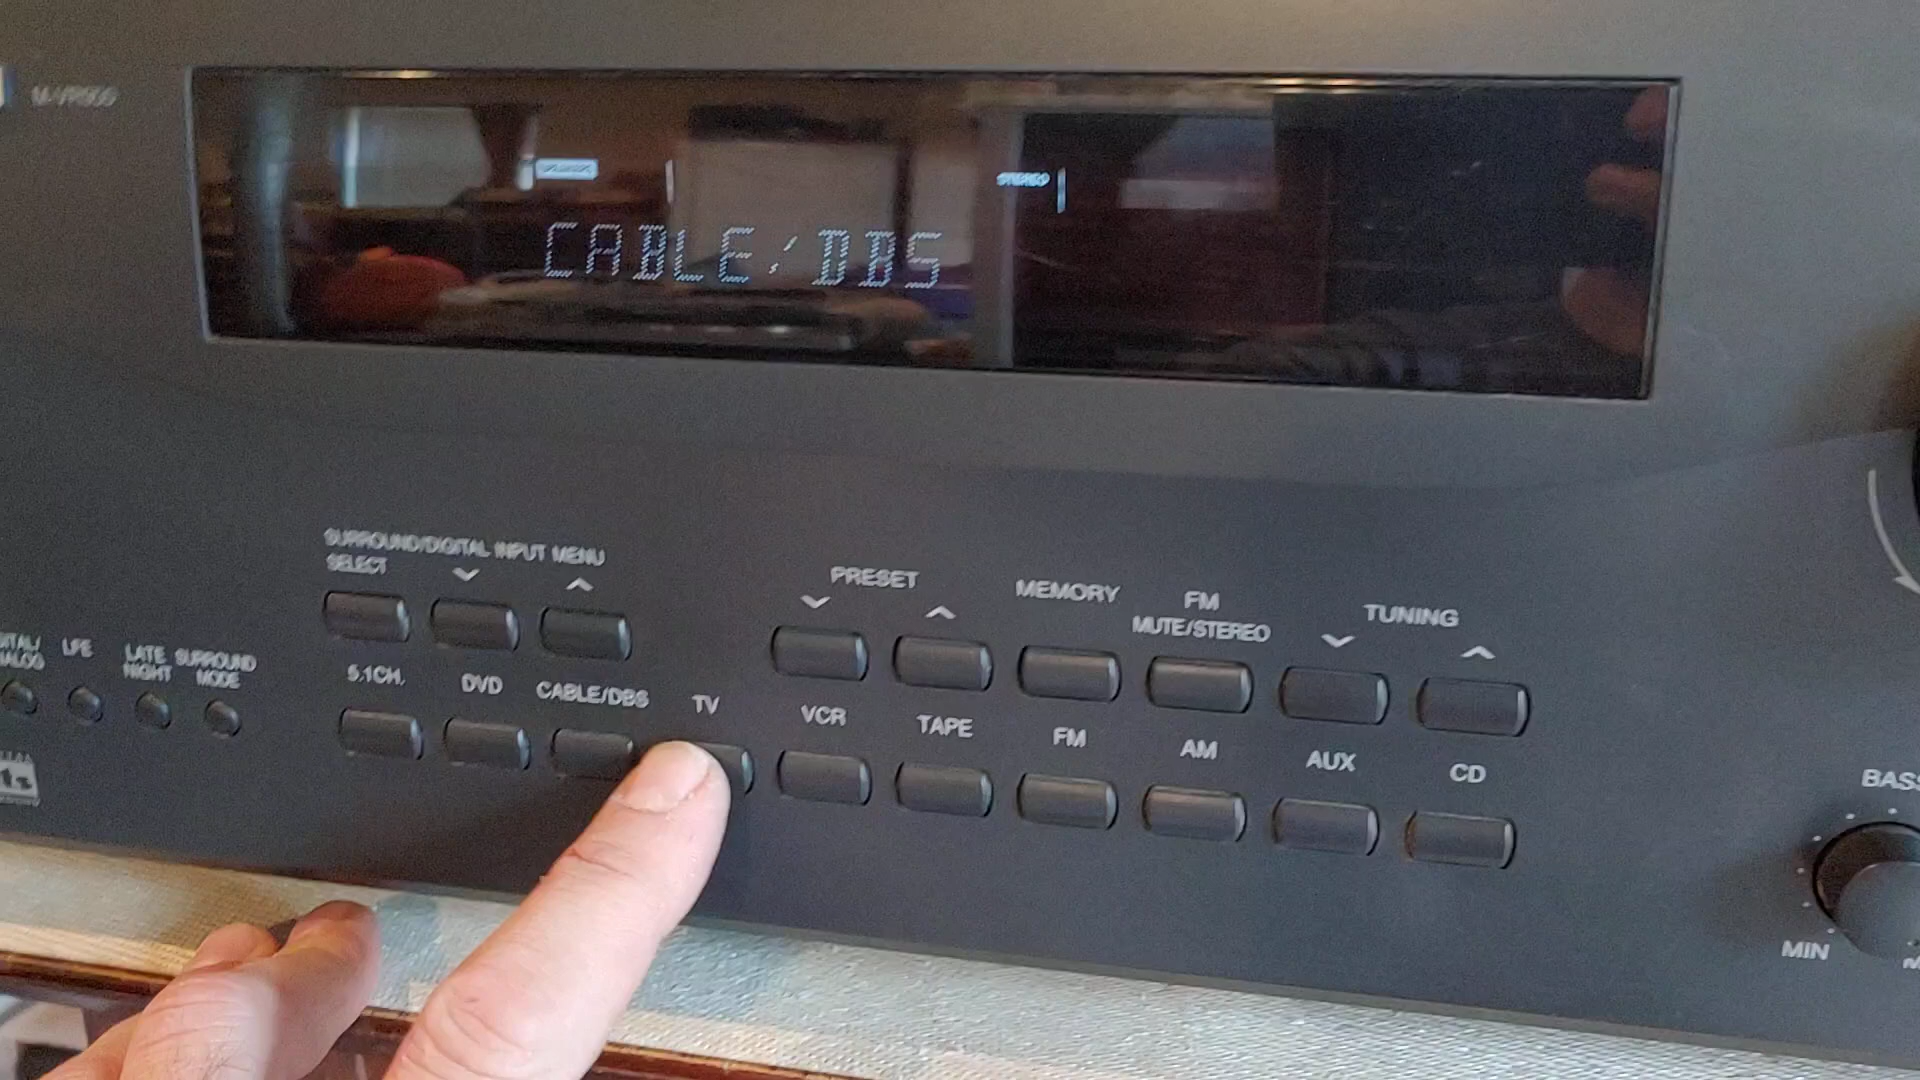 M-VR600
STEREO
CABLE/DBS
SURROUND/DIGITAL INPUT MENU
SELECT
PRESET
MEMORY
FM
MUTE/STEREO
TUNING
LFE
LATE
NIGHT
SURROUND
MODE
5.1CH.
DVD
CABLE/DBS
TV
VCR
TAPE
FM
AM
AUX
CD
BASS
MIN